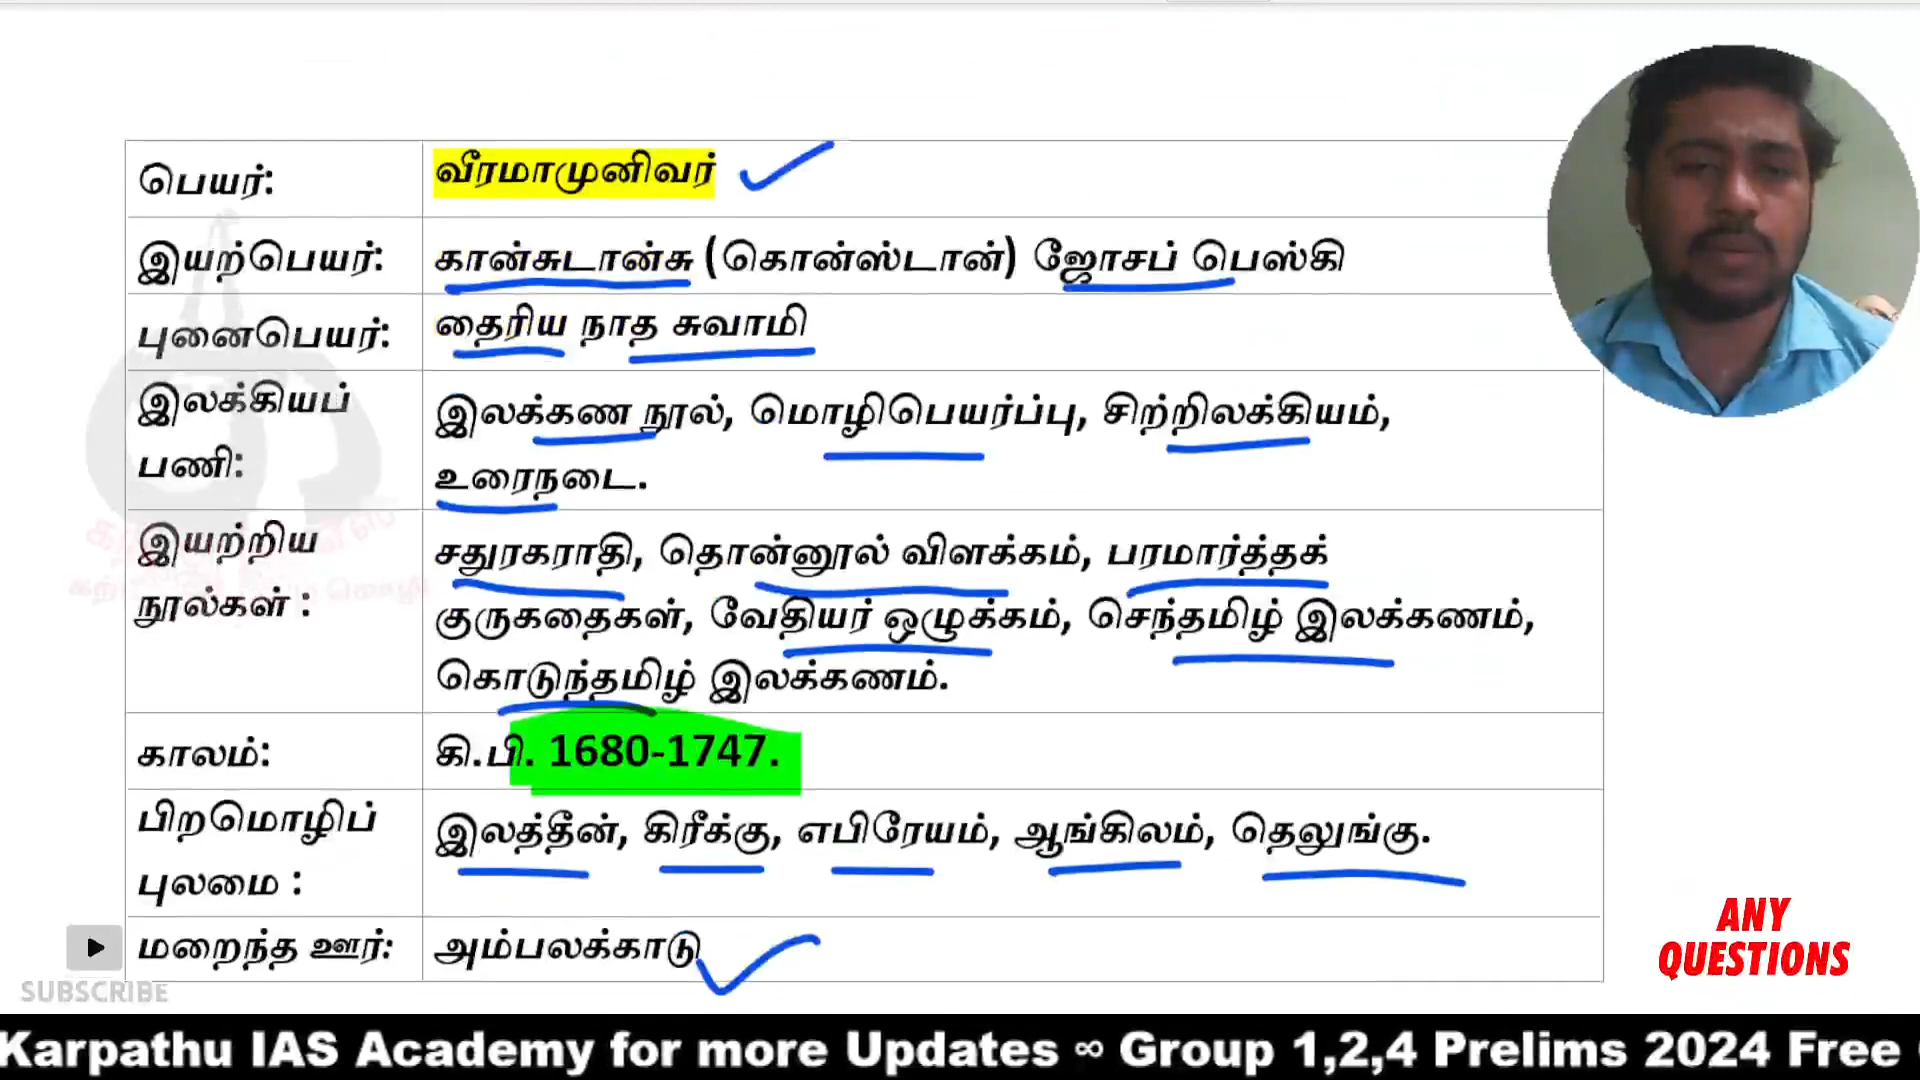 பெயர்: வீரமாமுனிவர்
இயற்பெயர்: கான்சுடான்சு (கொன்ஸ்டான்) ஜோசப் பெஸ்கி
புனைபெயர்: தைரிய நாத சுவாமி
இலக்கியப் பணி: இலக்கண நூல், மொழிபெயர்ப்பு, சிற்றிலக்கியம்,
உரைநடை.
இயற்றிய நூல்கள் : சதுரகராதி, தொன்னூல் விளக்கம், பரமார்த்தக்
குருகதைகள், வேதியர் ஒழுக்கம், செந்தமிழ் இலக்கணம்,
கொடுந்தமிழ் இலக்கணம்.
காலம்: கி.பி. 1680-1747.
பிறமொழிப் புலமை : இலத்தீன், கிரீக்கு, எபிரேயம், ஆங்கிலம், தெலுங்கு.
மறைந்த ஊர்: அம்பலக்காடு
SUBSCRIBE
ANY
QUESTIONS
Karpathu IAS Academy for more Updates ∞ Group 1,2,4 Prelims 2024 Free